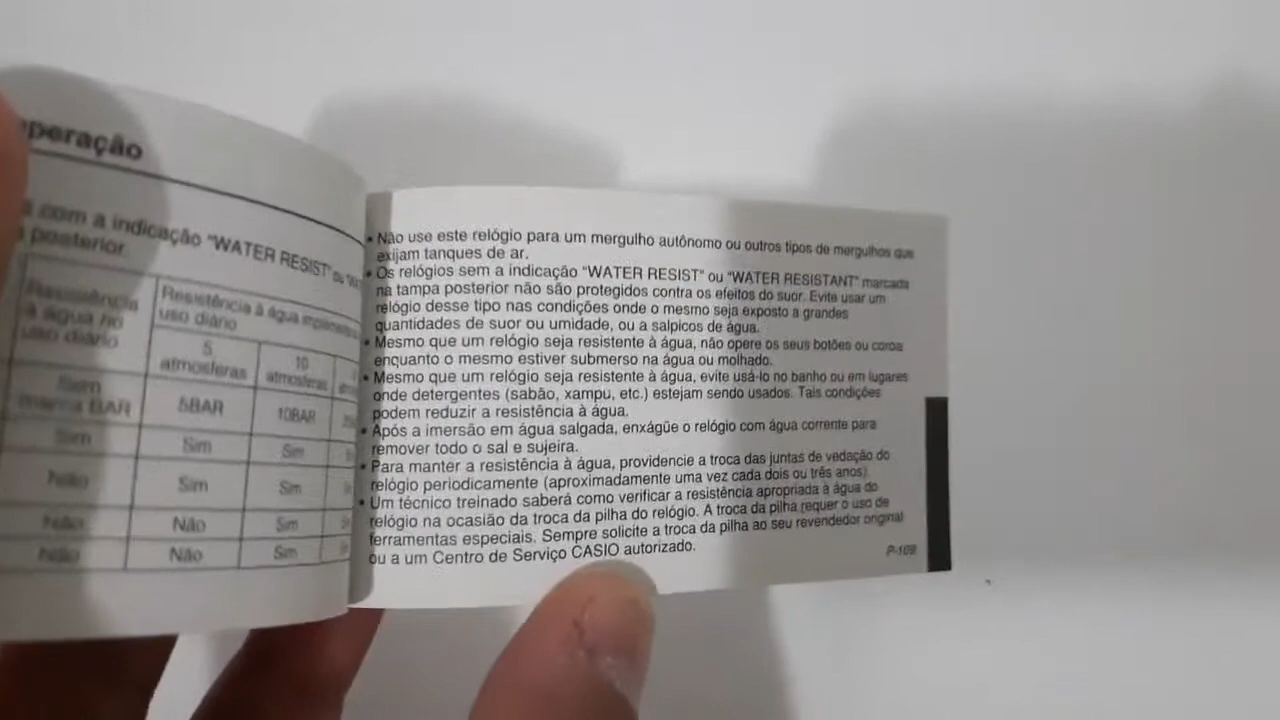 peração
com a indicação "WATER RESIST" ou
posterior.
Resistência
à água no
uso diário
Resistência à água
uso diário
5
atmosferas
10
atmosferas
Sem
marca BAR
5BAR
10BAR
Sim
Sim
Sim
Não
Sim
Sim
Não
Não
Sim
Não
Não
Sim
• Não use este relógio para um mergulho autônomo ou outros tipos de mergulhos que
exijam tanques de ar.
• Os relógios sem a indicação "WATER RESIST" ou "WATER RESISTANT" marcada
na tampa posterior não são protegidos contra os efeitos do suor. Evite usar um
relógio desse tipo nas condições onde o mesmo seja exposto a grandes
quantidades de suor ou umidade, ou a salpicos de água.
• Mesmo que um relógio seja resistente à água, não opere os seus botões ou coroa
enquanto o mesmo estiver submerso na água ou molhado.
• Mesmo que um relógio seja resistente à água, evite usá-lo no banho ou em lugares
onde detergentes (sabão, xampu, etc.) estejam sendo usados. Tais condições
podem reduzir a resistência à água.
• Após a imersão em água salgada, enxágüe o relógio com água corrente para
remover todo o sal e sujeira.
• Para manter a resistência à água, providencie a troca das juntas de vedação do
relógio periodicamente (aproximadamente uma vez cada dois ou três anos).
• Um técnico treinado saberá como verificar a resistência apropriada à água do
relógio na ocasião da troca da pilha do relógio. A troca da pilha requer o uso de
ferramentas especiais. Sempre solicite a troca da pilha ao seu revendedor original
ou a um Centro de Serviço CASIO autorizado.
P-109